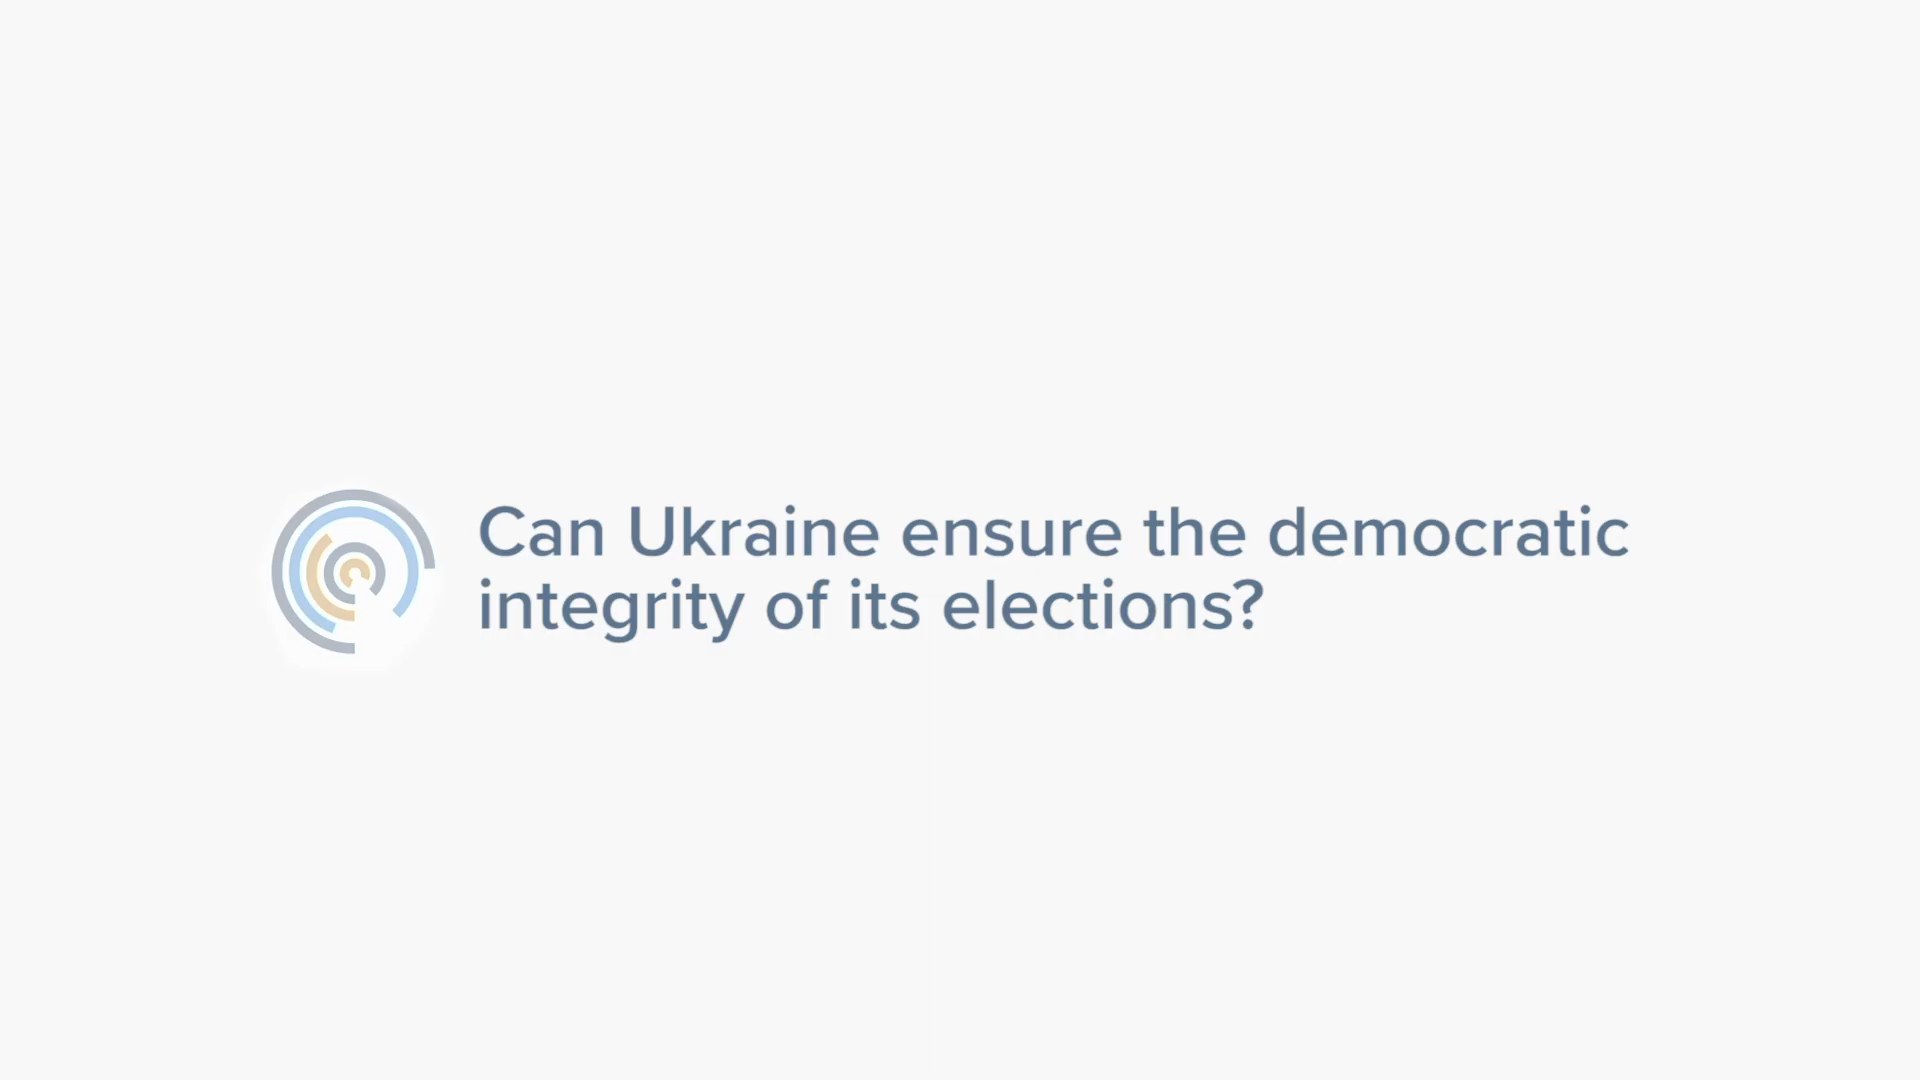 Can Ukraine ensure the democratic
integrity of its elections?